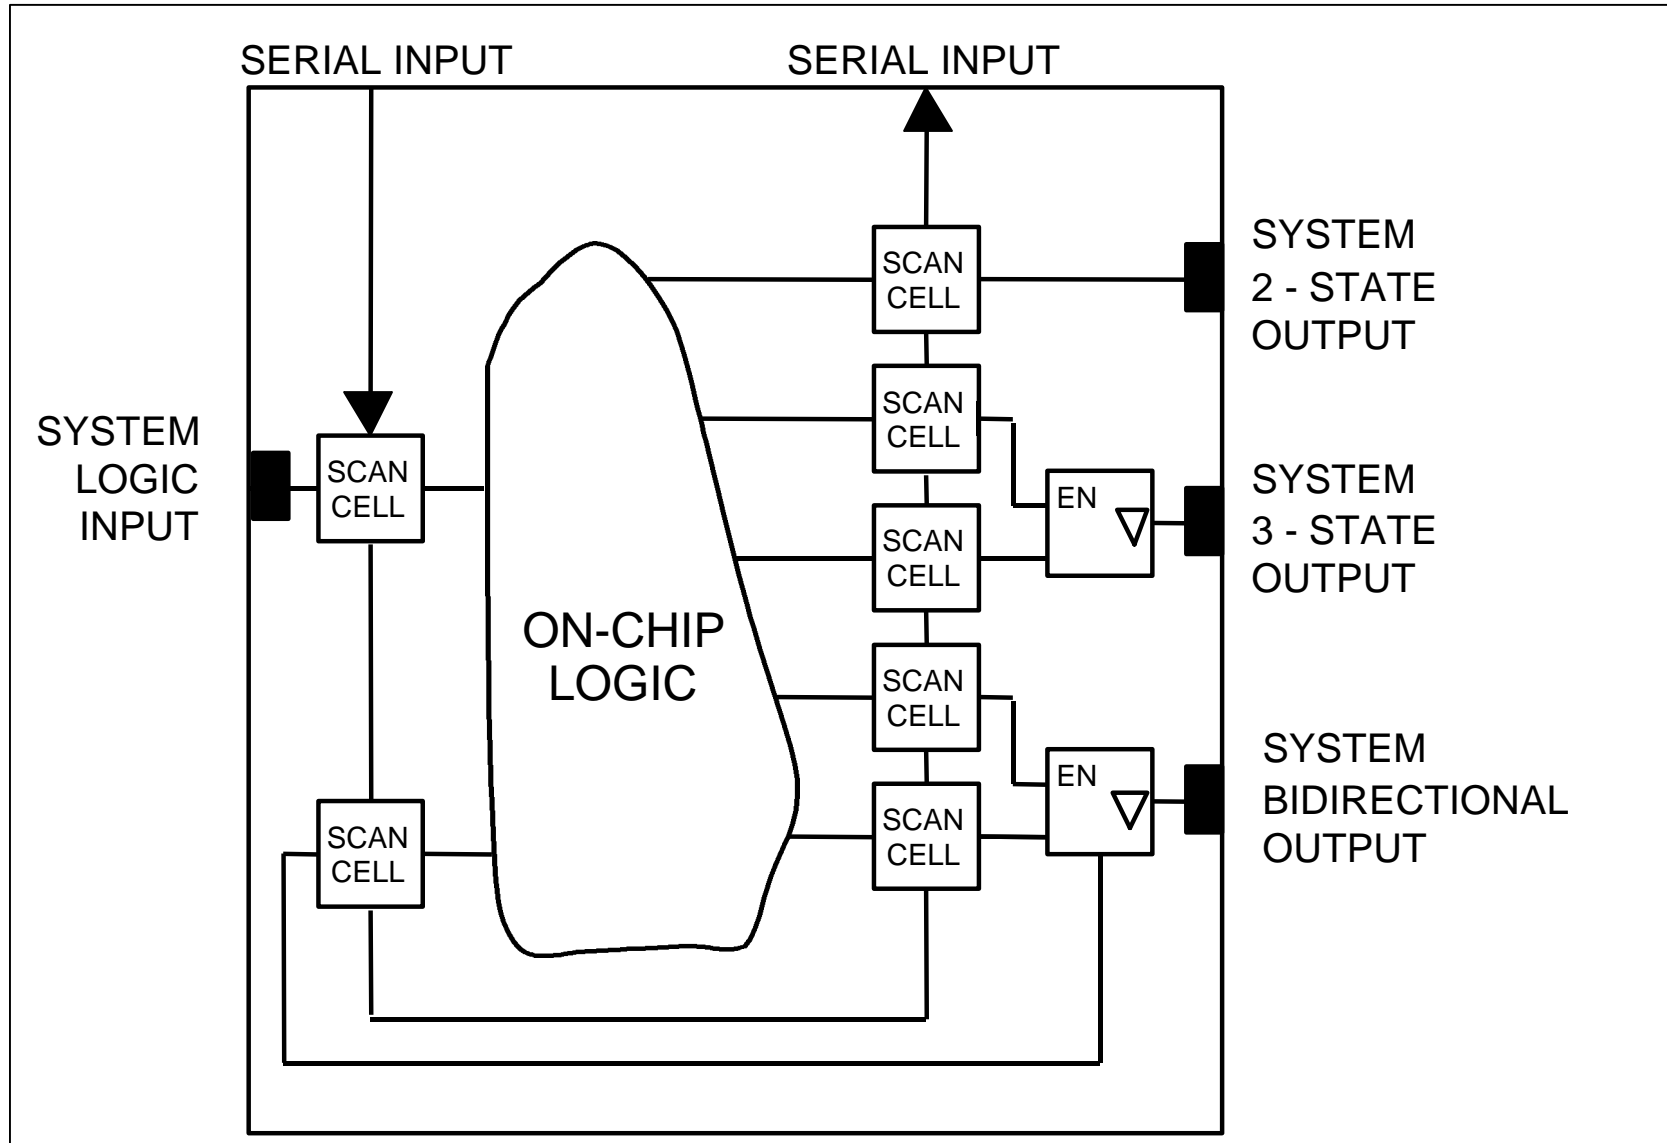 SERIAL INPUT
SERIAL INPUT
SYSTEM
2 - STATE
OUTPUT
SCAN
CELL
SCAN
CELL
SYSTEM
LOGIC
INPUT
SCAN
CELL
EN
SYSTEM
3 - STATE
OUTPUT
SCAN
CELL
ON-CHIP
LOGIC
SCAN
CELL
EN
SYSTEM
BIDIRECTIONAL
OUTPUT
SCAN
CELL
SCAN
CELL